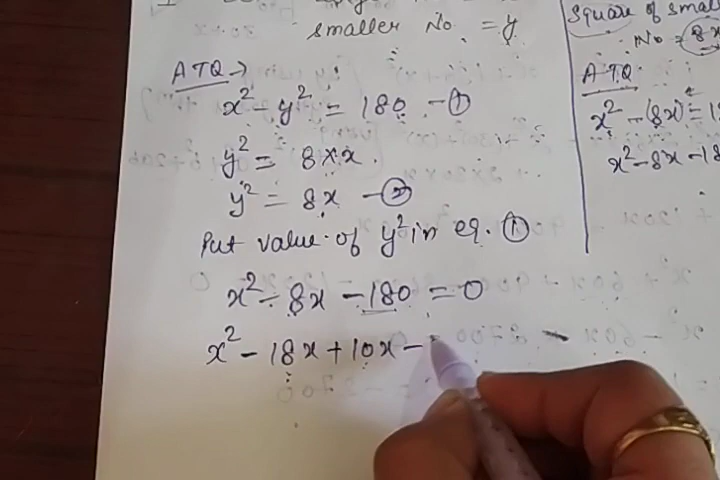 smaller No. = y
ATQ →
x² - y² = 180 - ①
y² = 8 × x.
y² = 8x - ②
Put value of y² in eq. ①
x² - 8x - 180 = 0
x² - 18x + 10x -
Square of
No = 8x
ATQ
x² - (8x) =
x² - 8x - 18